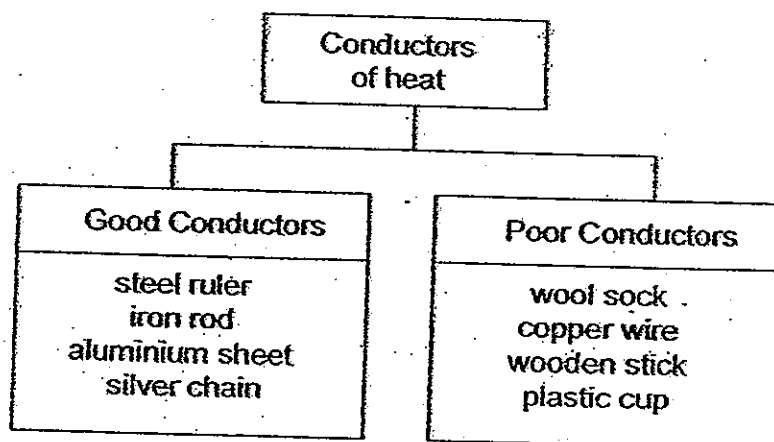 Conductors
of heat
Good Conductors
steel ruler
iron rod
aluminium sheet
silver chain
Poor Conductors
wool sock
copper wire
wooden stick
plastic cup